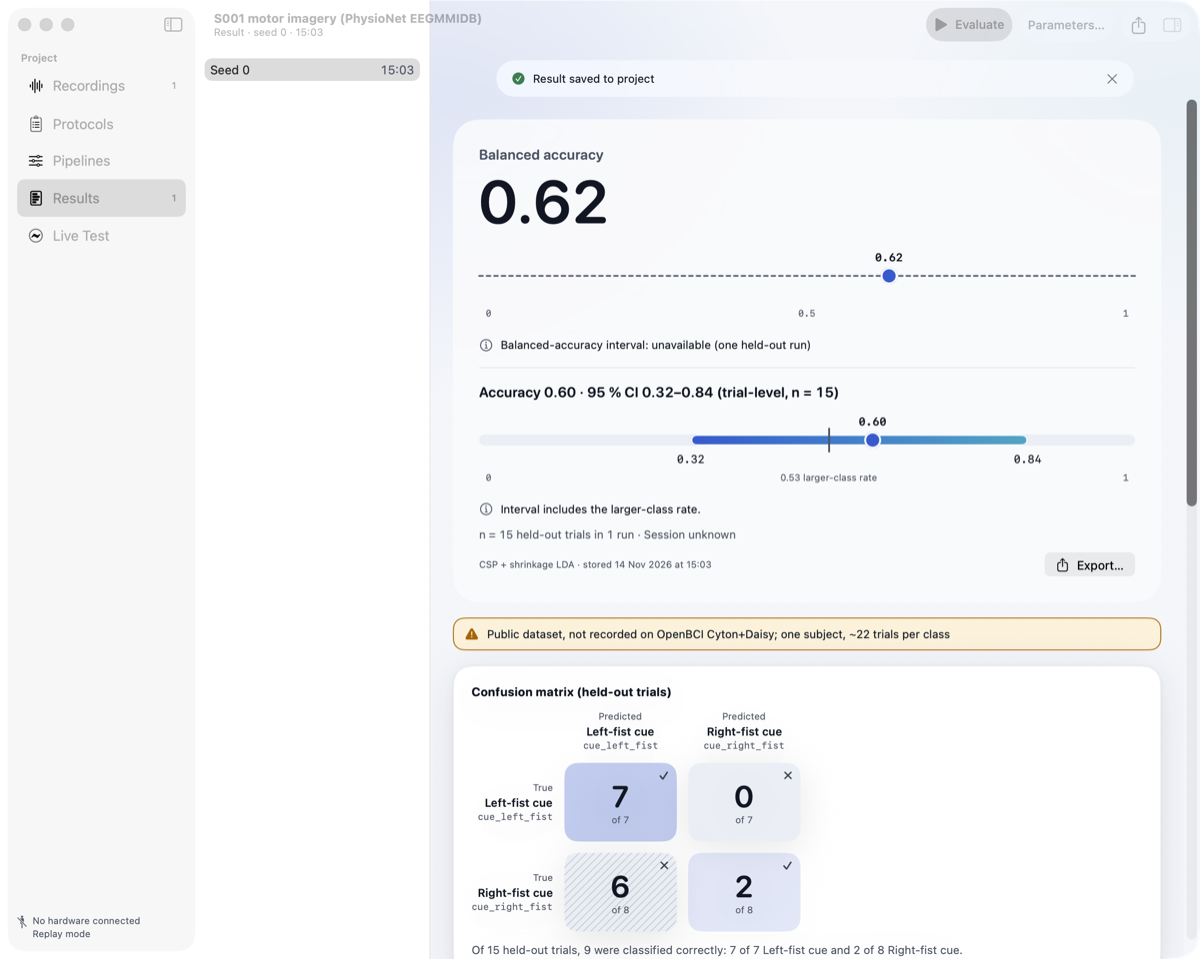 S001 motor imagery (PhysioNet EEGMMIDB)
Result · seed 0 · 15:03
Evaluate
Parameters...
Project
Recordings 1
Protocols
Pipelines
Results 1
Live Test
No hardware connected
Replay mode
Seed 0 15:03
Result saved to project
Balanced accuracy
0.62
0.62
0 0.5 1
Balanced-accuracy interval: unavailable (one held-out run)
Accuracy 0.60 · 95 % CI 0.32–0.84 (trial-level, n = 15)
0.60
0.32 0.84
0 0.53 larger-class rate 1
Interval includes the larger-class rate.
n = 15 held-out trials in 1 run · Session unknown
CSP + shrinkage LDA · stored 14 Nov 2026 at 15:03
Export...
Public dataset, not recorded on OpenBCI Cyton+Daisy; one subject, ~22 trials per class
Confusion matrix (held-out trials)
Predicted Predicted
Left-fist cue Right-fist cue
cue_left_fist cue_right_fist
True
Left-fist cue
cue_left_fist
7 0
of 7 of 7
True
Right-fist cue
cue_right_fist
6 2
of 8 of 8
Of 15 held-out trials, 9 were classified correctly: 7 of 7 Left-fist cue and 2 of 8 Right-fist cue.